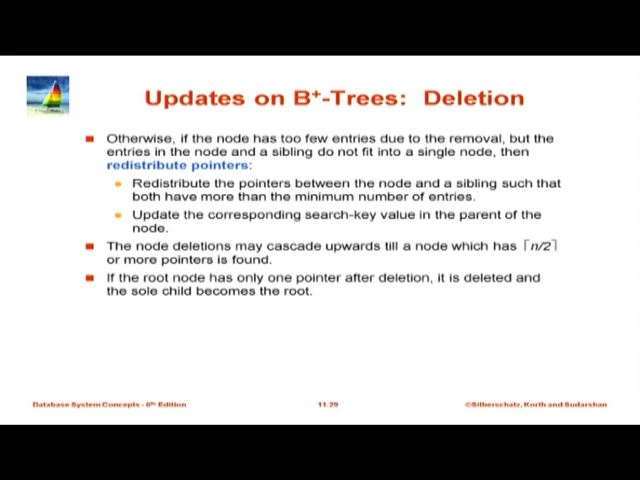 Updates on B+-Trees: Deletion
Otherwise, if the node has too few entries due to the removal, but the
entries in the node and a sibling do not fit into a single node, then
redistribute pointers:
Redistribute the pointers between the node and a sibling such that
both have more than the minimum number of entries.
Update the corresponding search-key value in the parent of the
node.
The node deletions may cascade upwards till a node which has ⌈n/2⌉
or more pointers is found.
If the root node has only one pointer after deletion, it is deleted and
the sole child becomes the root.
Database System Concepts - 6th Edition
11.29
©Silberschatz, Korth and Sudarshan